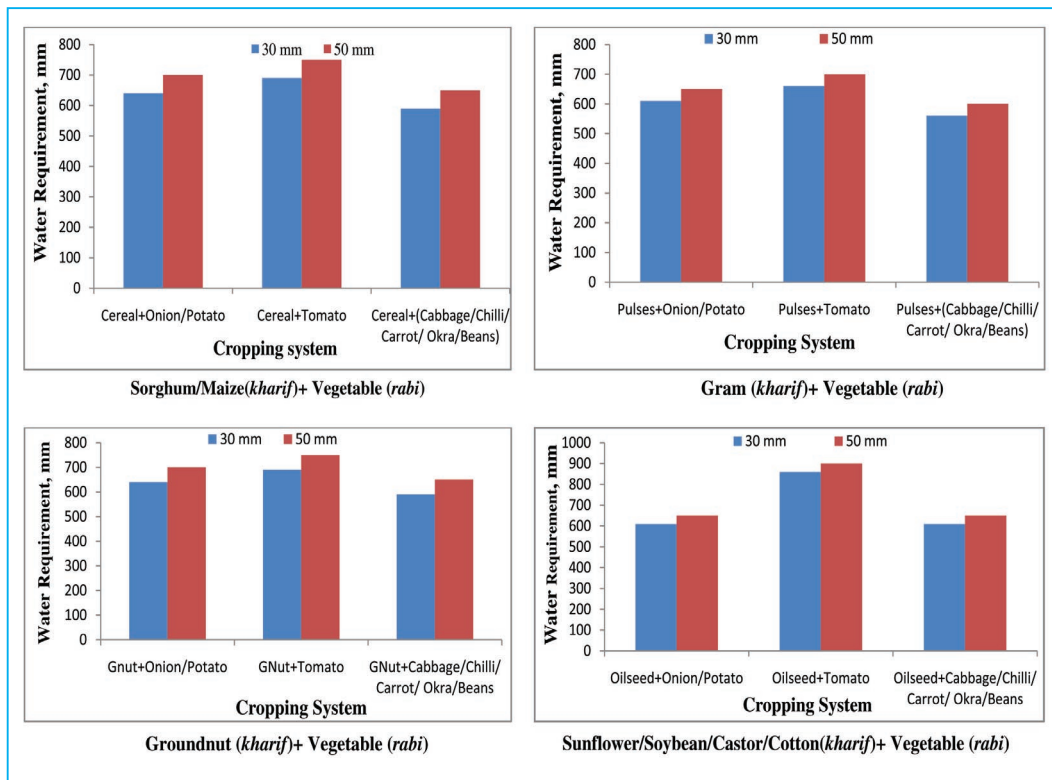 800
700
600
500
400
300
200
100
0
Water Requirement, mm
30 mm 50 mm
Cereal+Onion/Potato Cereal+Tomato Cereal+(Cabbage/Chilli/
Carrot/ Okra/Beans)
Cropping system
Sorghum/Maize(kharif)+ Vegetable (rabi)
800
700
600
500
400
300
200
100
0
Water Requirement, mm
30 mm 50 mm
Pulses+Onion/Potato Pulses+Tomato Pulses+(Cabbage/Chilli/
Carrot/ Okra/Beans)
Cropping System
Gram (kharif)+ Vegetable (rabi)
800
700
600
500
400
300
200
100
0
Water Requirement, mm
30 mm 50 mm
Gnut+Onion/Potato GNut+Tomato GNut+Cabbage/Chilli/
Carrot/ Okra/Beans
Cropping System
Groundnut (kharif)+ Vegetable (rabi)
1000
900
800
700
600
500
400
300
200
100
0
Water Requirement, mm
30 mm 50 mm
Oilseed+Onion/Potato Oilseed+Tomato Oilseed+Cabbage/Chilli/
Carrot/ Okra/Beans
Cropping System
Sunflower/Soybean/Castor/Cotton(kharif)+ Vegetable (rabi)